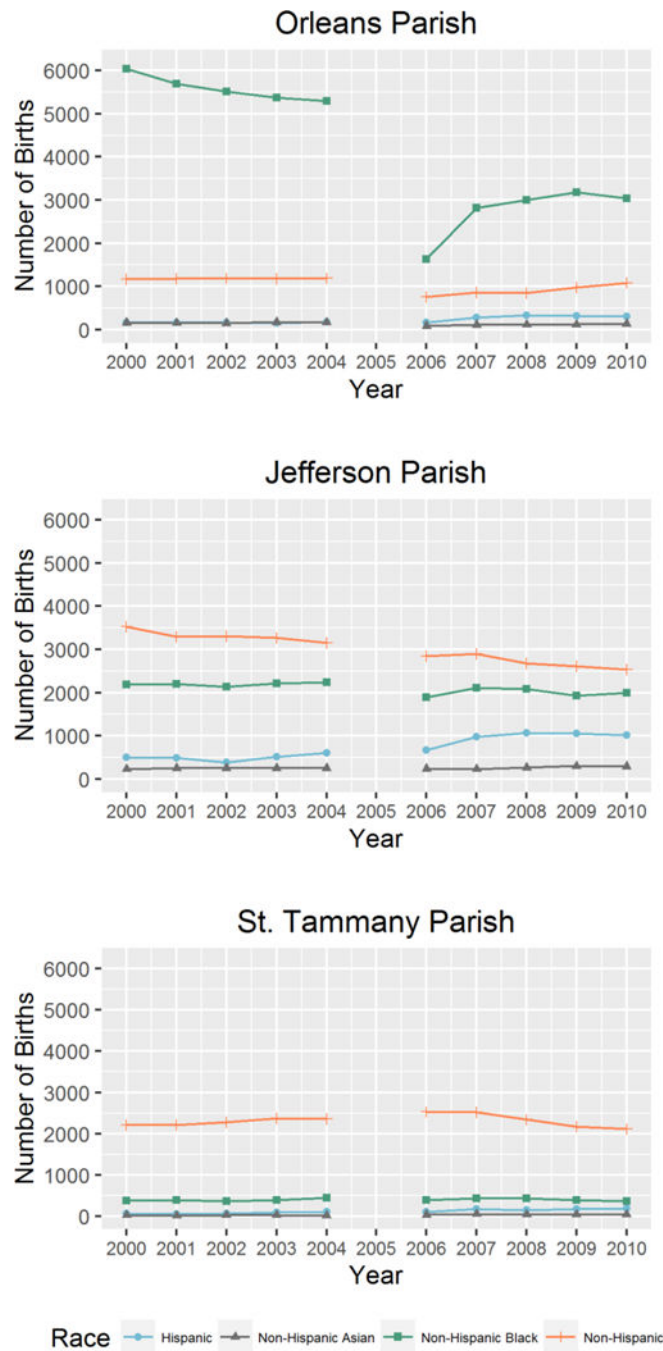 Orleans Parish
Number of Births
6000
5000
4000
3000
2000
1000
0
2000 2001 2002 2003 2004 2005 2006 2007 2008 2009 2010
Year
Jefferson Parish
Number of Births
6000
5000
4000
3000
2000
1000
0
2000 2001 2002 2003 2004 2005 2006 2007 2008 2009 2010
Year
St. Tammany Parish
Number of Births
6000
5000
4000
3000
2000
1000
0
2000 2001 2002 2003 2004 2005 2006 2007 2008 2009 2010
Year
Race Hispanic Non-Hispanic Asian Non-Hispanic Black Non-Hispanic